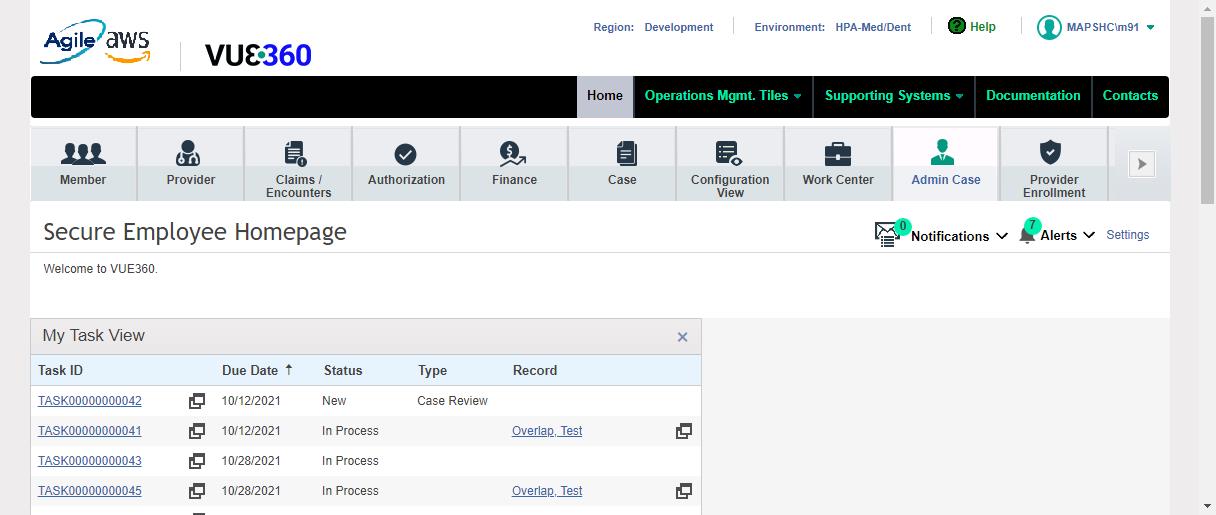 Region: Development Environment: HPA-Med/Dent ? Help MAPSHC\m91
Agile aws
VUE360
Home Operations Mgmt. Tiles Supporting Systems Documentation Contacts
Member Provider Claims / Encounters Authorization Finance Case Configuration View Work Center Admin Case Provider Enrollment
Secure Employee Homepage
0 Notifications 7 Alerts Settings
Welcome to VUE360.
My Task View
Task ID Due Date ↑ Status Type Record
TASK00000000042 10/12/2021 New Case Review
TASK00000000041 10/12/2021 In Process Overlap, Test
TASK00000000043 10/28/2021 In Process
TASK00000000045 10/28/2021 In Process Overlap, Test